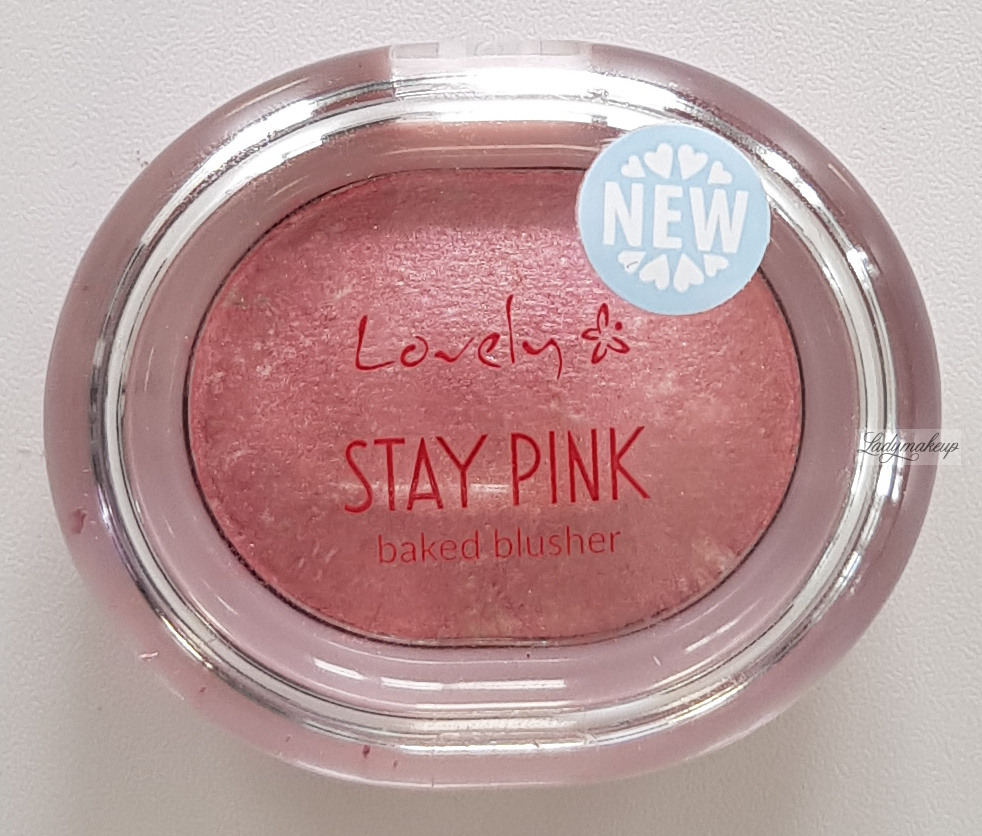 NEW
Lovely
STAY PINK
baked blusher
Ladymakeup